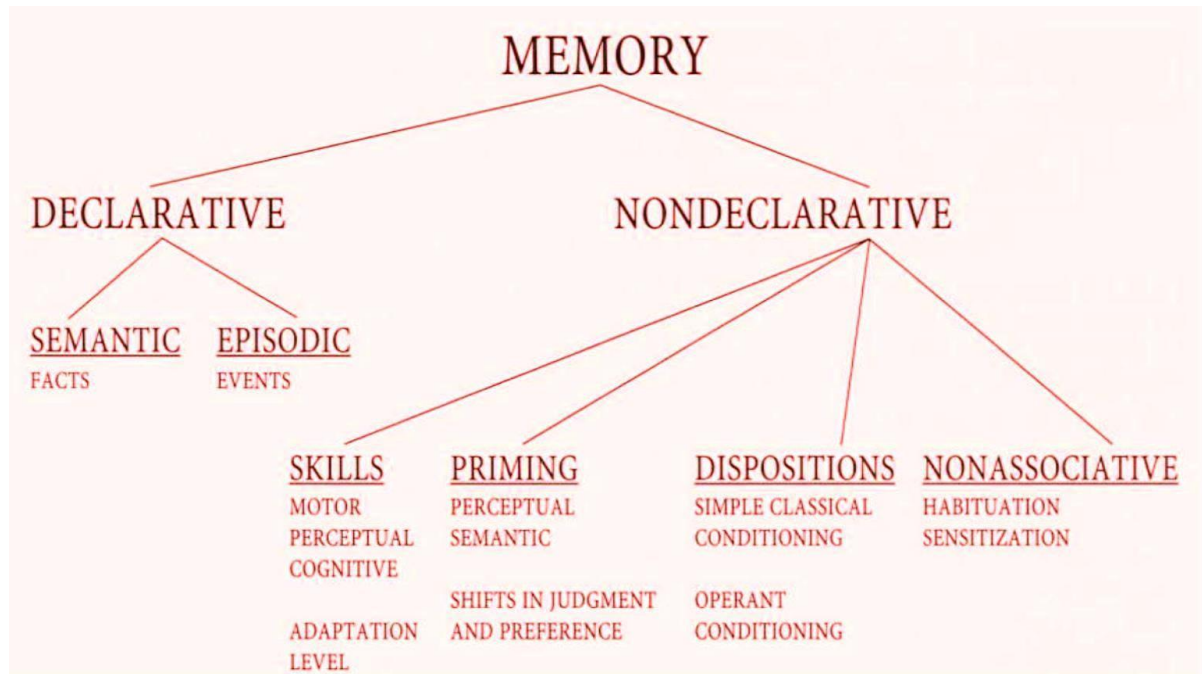 MEMORY
DECLARATIVE
NONDECLARATIVE
SEMANTIC
FACTS
EPISODIC
EVENTS
SKILLS
MOTOR
PERCEPTUAL
COGNITIVE
ADAPTATION
LEVEL
PRIMING
PERCEPTUAL
SEMANTIC
SHIFTS IN JUDGMENT
AND PREFERENCE
DISPOSITIONS
SIMPLE CLASSICAL
CONDITIONING
OPERANT
CONDITIONING
NONASSOCIATIVE
HABITUATION
SENSITIZATION